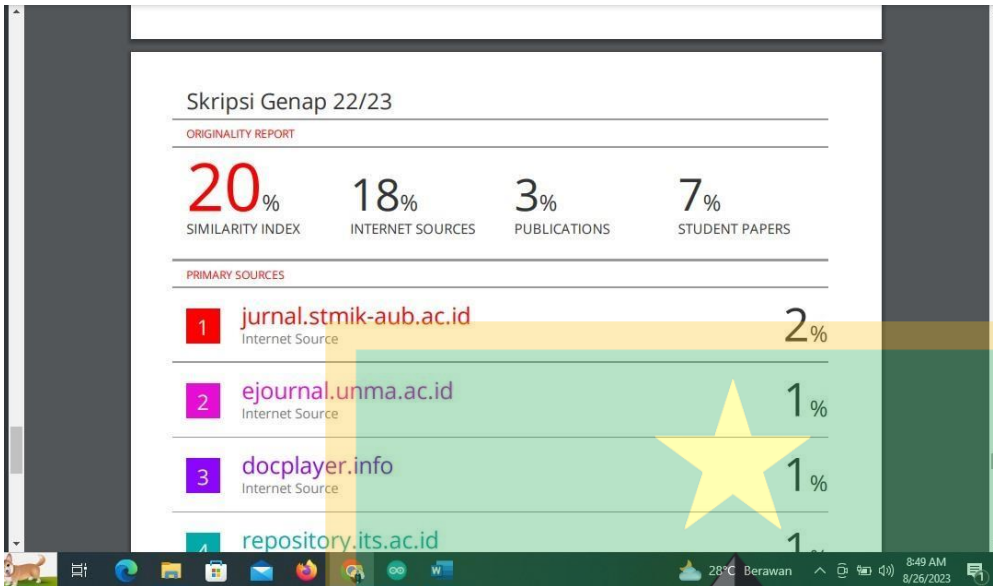 Skripsi Genap 22/23
ORIGINALITY REPORT
20% 18% 3% 7%
SIMILARITY INDEX INTERNET SOURCES PUBLICATIONS STUDENT PAPERS
PRIMARY SOURCES
1 jurnal.stmik-aub.ac.id 2%
Internet Source
2 ejournal.unma.ac.id 1%
Internet Source
3 docplayer.info 1%
Internet Source
4 repository.its.ac.id 1%
28°C Berawan 8:49 AM
8/26/2023